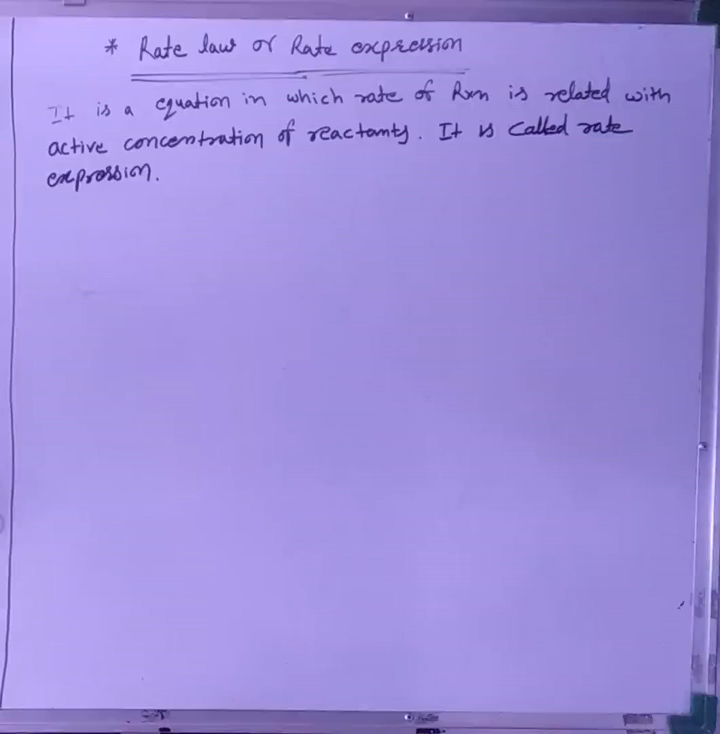 * Rate law or Rate expression
It is a equation in which rate of Rxn is related with
active concentration of reactants. It is called rate
expression.